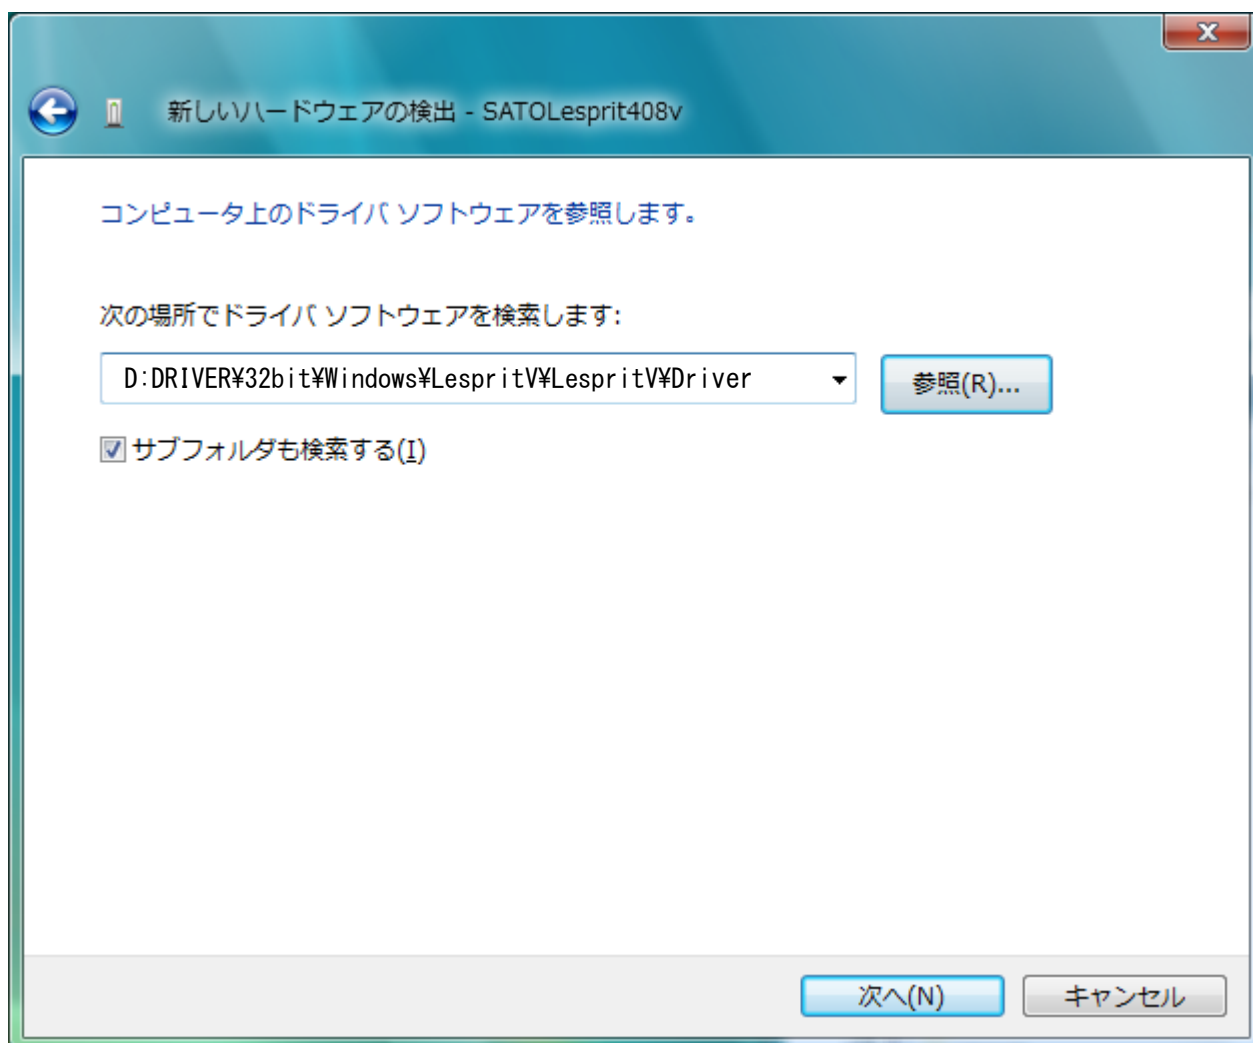 新しいハードウェアの検出 - SATOLesprit408v
コンピュータ上のドライバ ソフトウェアを参照します。
次の場所でドライバ ソフトウェアを検索します:
D:DRIVER¥32bit¥Windows¥LespritV¥LespritV¥Driver
参照(R)...
サブフォルダも検索する(I)
次へ(N)
キャンセル